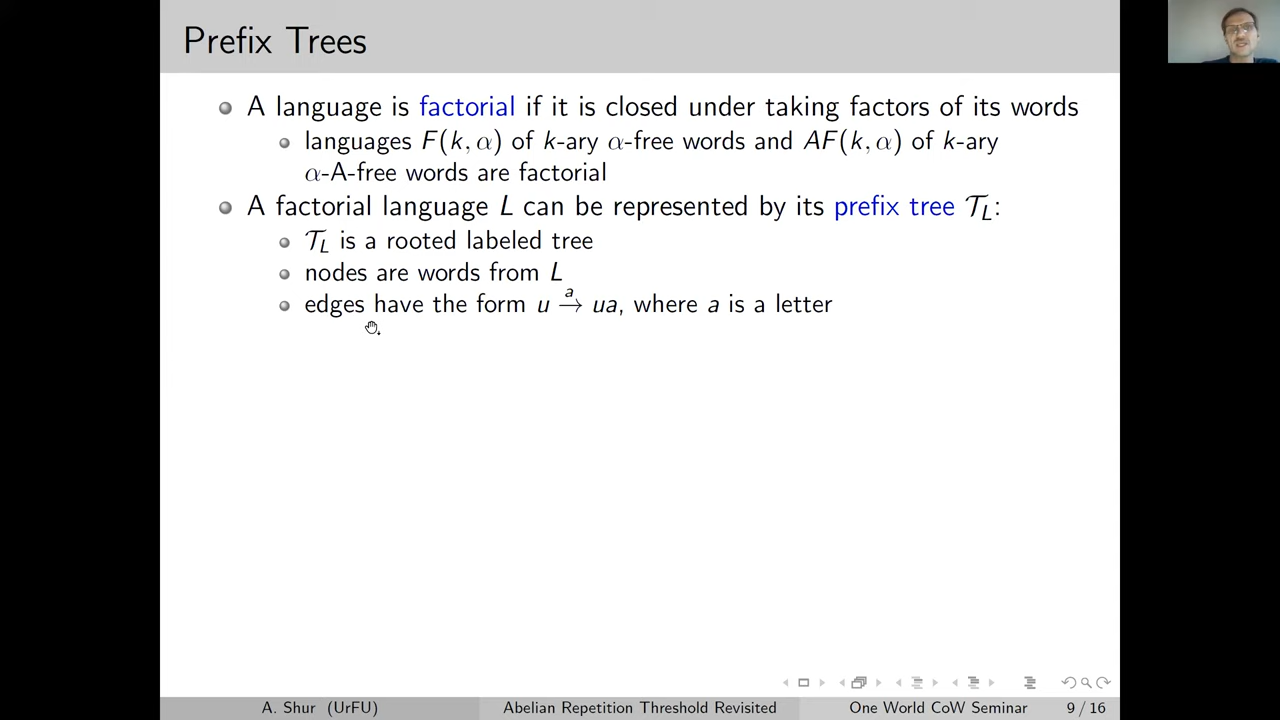 Prefix Trees
A language is factorial if it is closed under taking factors of its words
languages F(k, α) of k-ary α-free words and AF(k, α) of k-ary
α-A-free words are factorial
A factorial language L can be represented by its prefix tree 𝒯_L:
𝒯_L is a rooted labeled tree
nodes are words from L
edges have the form u →^a ua, where a is a letter
A. Shur (UrFU) Abelian Repetition Threshold Revisited One World CoW Seminar 9 / 16